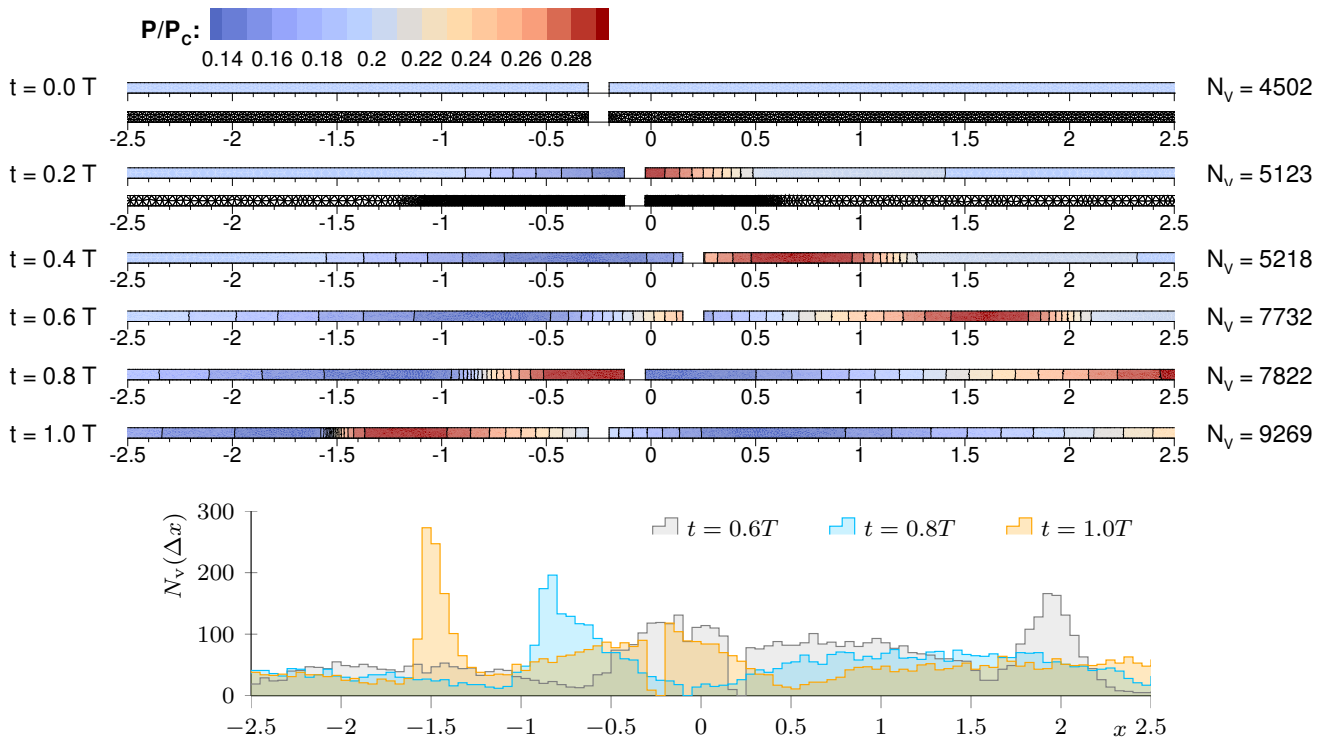 P/P_C:
0.14 0.16 0.18 0.2 0.22 0.24 0.26 0.28
t = 0.0 T N_V = 4502
-2.5 -2 -1.5 -1 -0.5 0 0.5 1 1.5 2 2.5
t = 0.2 T N_V = 5123
-2.5 -2 -1.5 -1 -0.5 0 0.5 1 1.5 2 2.5
t = 0.4 T N_V = 5218
-2.5 -2 -1.5 -1 -0.5 0 0.5 1 1.5 2 2.5
t = 0.6 T N_V = 7732
-2.5 -2 -1.5 -1 -0.5 0 0.5 1 1.5 2 2.5
t = 0.8 T N_V = 7822
-2.5 -2 -1.5 -1 -0.5 0 0.5 1 1.5 2 2.5
t = 1.0 T N_V = 9269
-2.5 -2 -1.5 -1 -0.5 0 0.5 1 1.5 2 2.5
N_v(Δx)
300
t = 0.6T t = 0.8T t = 1.0T
200
100
0
−2.5 −2 −1.5 −1 −0.5 0 0.5 1 1.5 x 2 2.5